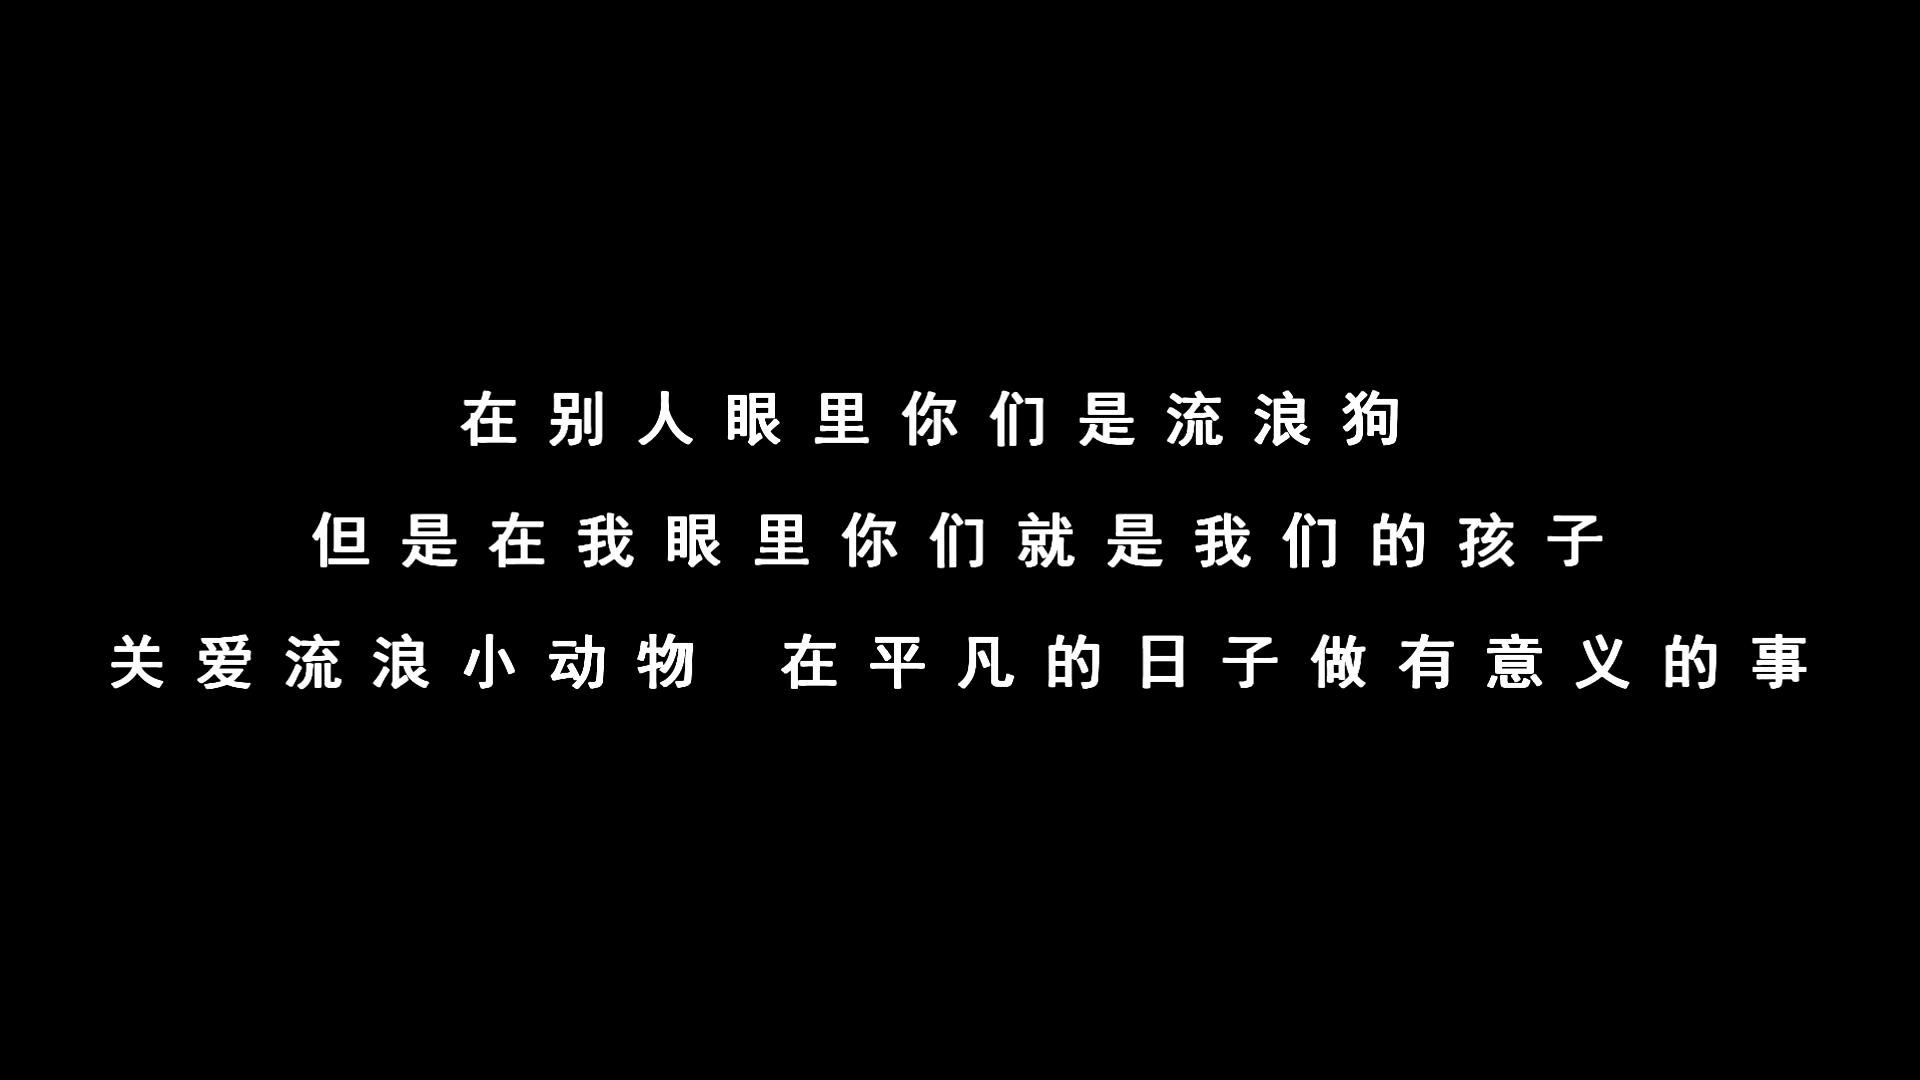 在别人眼里你们是流浪狗
但是在我眼里你们就是我们的孩子
关爱流浪小动物 在平凡的日子做有意义的事